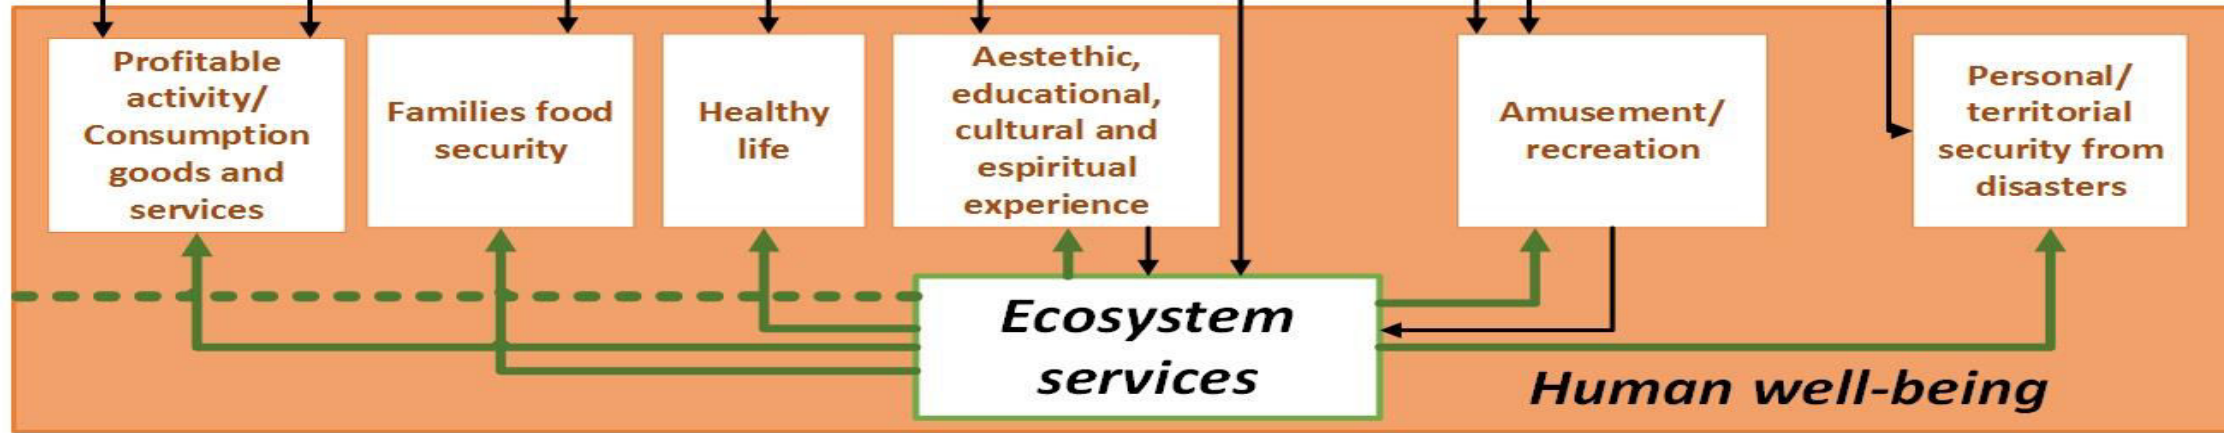 Profitable
activity/
Consumption
goods and
services
Families food
security
Healthy
life
Aestethic,
educational,
cultural and
espiritual
experience
Amusement/
recreation
Personal/
territorial
security from
disasters
Ecosystem
services
Human well-being